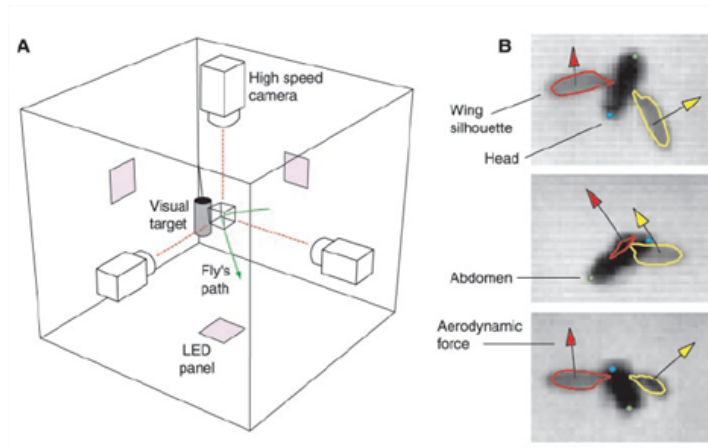 A
High speed
camera
Visual
target
Fly's
path
LED
panel
B
Wing
silhouette
Head
Abdomen
Aerodynamic
force